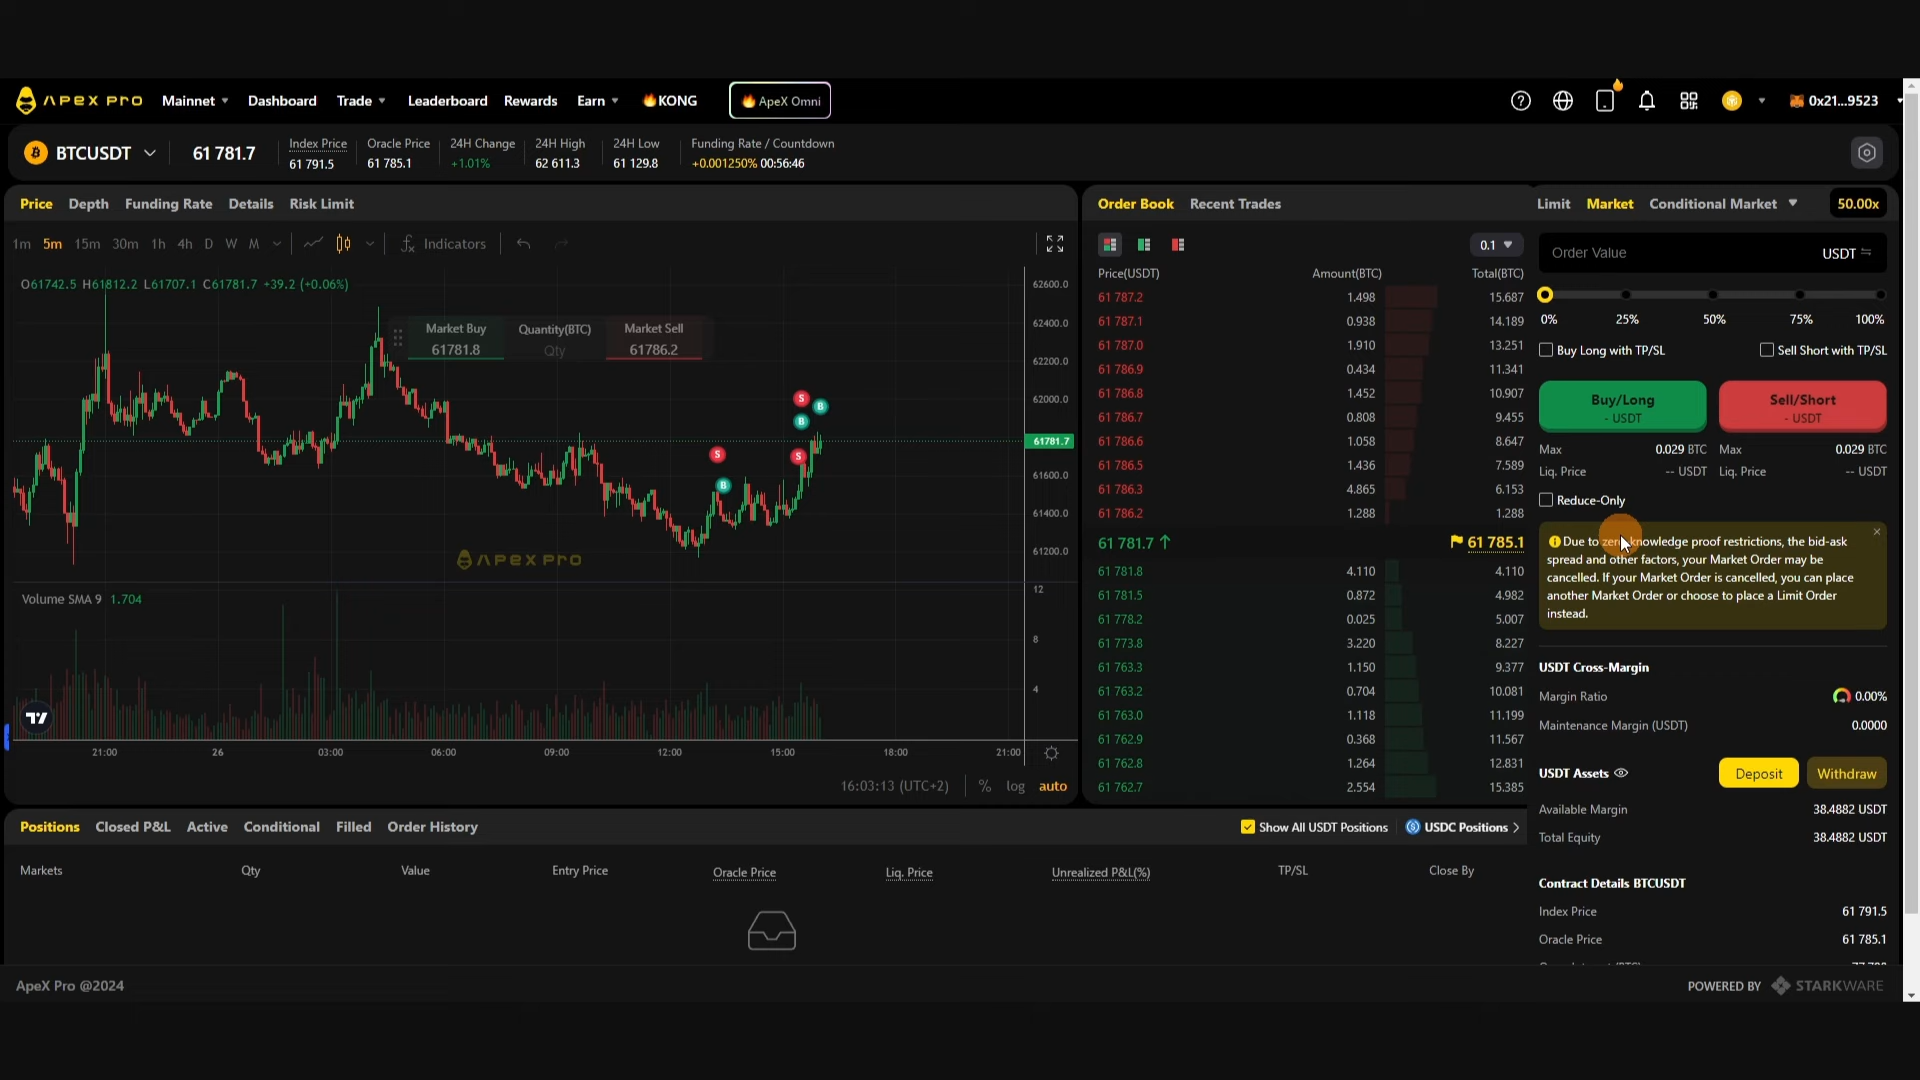 APEX PRO Mainnet Dashboard Trade Leaderboard Rewards Earn KONG ApeX Omni 0x21...9523
BTCUSDT 61 781.7
Index Price Oracle Price 24H Change 24H High 24H Low Funding Rate / Countdown
61 791.5 61 785.1 +1.01% 62 611.3 61 129.8 +0.001250% 00:56:46
Price Depth Funding Rate Details Risk Limit
1m 5m 15m 30m 1h 4h D W M Indicators
O61742.5 H61812.2 L61707.1 C61781.7 +39.2 (+0.06%)
Market Buy Quantity(BTC) Market Sell
61781.8 Qty 61786.2
62600.0
62400.0
62200.0
62000.0
61781.7
61600.0
61400.0
61200.0
S
B
B
S
S
B
APEX PRO
Volume SMA 9 1.704
12
8
4
21:00 26 03:00 06:00 09:00 12:00 15:00 18:00 21:00
16:03:13 (UTC+2) % log auto
Order Book Recent Trades
0.1
Price(USDT) Amount(BTC) Total(BTC)
61 787.2 1.498 15.687
61 787.1 0.938 14.189
61 787.0 1.910 13.251
61 786.9 0.434 11.341
61 786.8 1.452 10.907
61 786.7 0.808 9.455
61 786.6 1.058 8.647
61 786.5 1.436 7.589
61 786.3 4.865 6.153
61 786.2 1.288 1.288
61 781.7 ↑ 61 785.1
61 781.8 4.110 4.110
61 781.5 0.872 4.982
61 778.2 0.025 5.007
61 773.8 3.220 8.227
61 763.3 1.150 9.377
61 763.2 0.704 10.081
61 763.0 1.118 11.199
61 762.9 0.368 11.567
61 762.8 1.264 12.831
61 762.7 2.554 15.385
Limit Market Conditional Market 50.00x
Order Value USDT
0% 25% 50% 75% 100%
Buy Long with TP/SL Sell Short with TP/SL
Buy/Long Sell/Short
- USDT - USDT
Max 0.029 BTC Max 0.029 BTC
Liq. Price -- USDT Liq. Price -- USDT
Reduce-Only
Due to zero knowledge proof restrictions, the bid-ask
spread and other factors, your Market Order may be
cancelled. If your Market Order is cancelled, you can place
another Market Order or choose to place a Limit Order
instead.
USDT Cross-Margin
Margin Ratio 0.00%
Maintenance Margin (USDT) 0.0000
USDT Assets Deposit Withdraw
Available Margin 38.4882 USDT
Total Equity 38.4882 USDT
Contract Details BTCUSDT
Index Price 61 791.5
Oracle Price 61 785.1
Positions Closed P&L Active Conditional Filled Order History Show All USDT Positions USDC Positions
Markets Qty Value Entry Price Oracle Price Liq. Price Unrealized P&L(%) TP/SL Close By
ApeX Pro @2024 POWERED BY STARKWARE